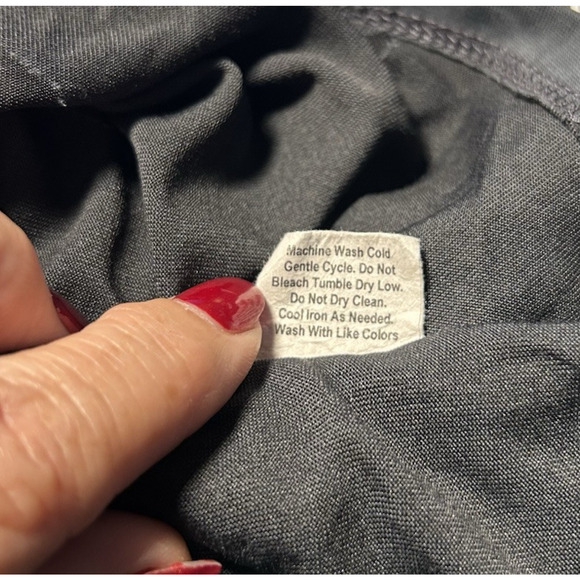 Machine Wash Cold.
Gentle Cycle. Do Not
Bleach Tumble Dry Low.
Do Not Dry Clean.
Cool Iron As Needed.
Wash With Like Colors